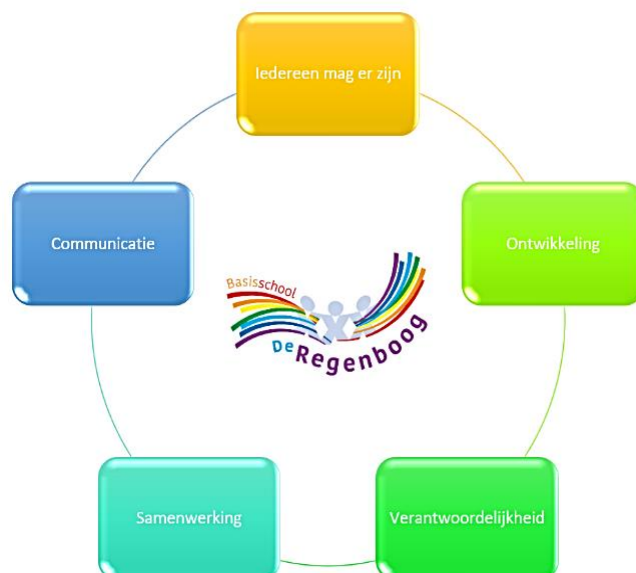 Iedereen mag er zijn
Ontwikkeling
Verantwoordelijkheid
Samenwerking
Communicatie
Basisschool
De Regenboog